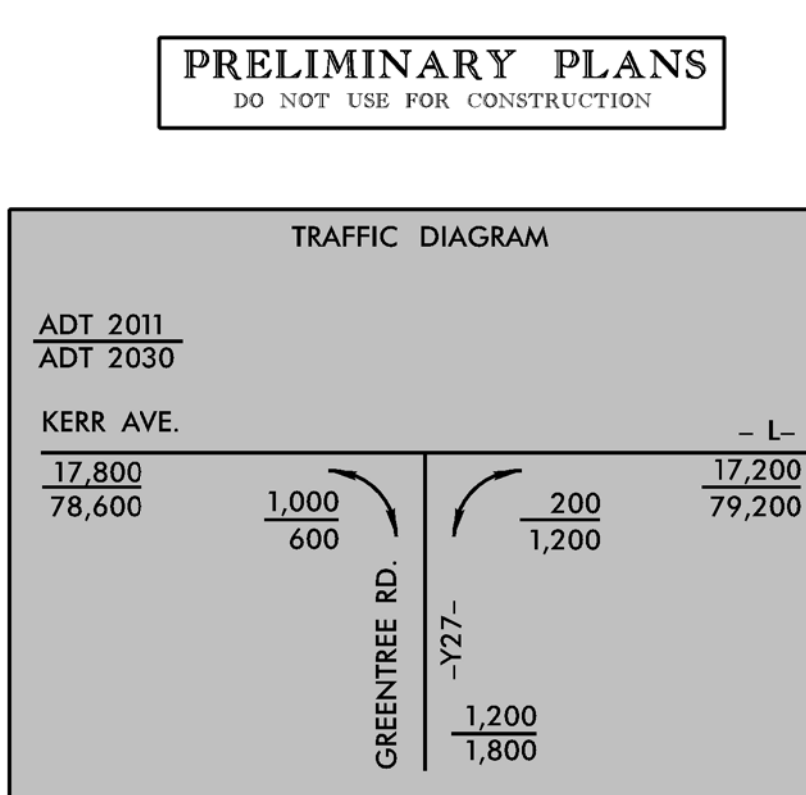 PRELIMINARY PLANS
DO NOT USE FOR CONSTRUCTION
TRAFFIC DIAGRAM
ADT 2011
ADT 2030
KERR AVE.
– L–
17,800
78,600
1,000
600
200
1,200
17,200
79,200
GREENTREE RD.
–Y27–
1,200
1,800